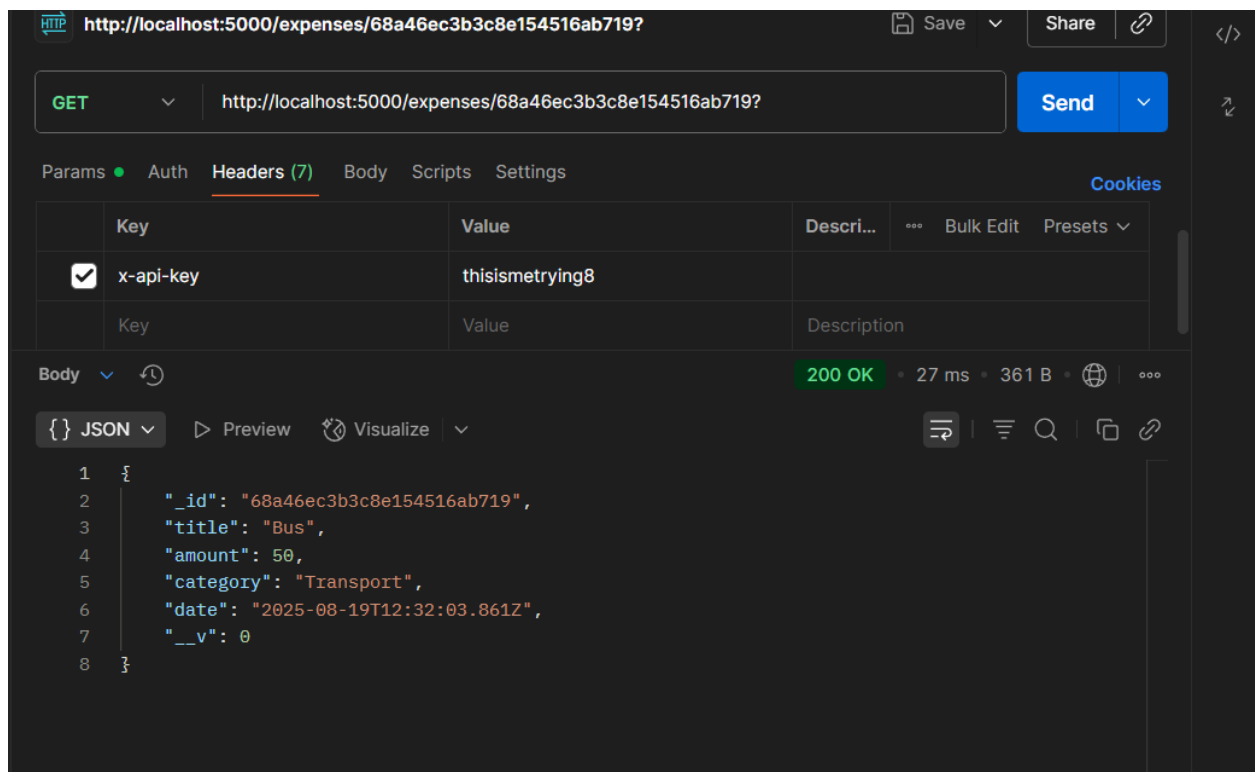 HTTP http://localhost:5000/expenses/68a46ec3b3c8e154516ab719? Save Share
GET http://localhost:5000/expenses/68a46ec3b3c8e154516ab719? Send
Params Auth Headers (7) Body Scripts Settings
Cookies
Key Value Descri... Bulk Edit Presets
x-api-key thisismetrying8
Key Value Description
Body 200 OK 27 ms 361 B
{} JSON Preview Visualize
1 {
2 "_id": "68a46ec3b3c8e154516ab719",
3 "title": "Bus",
4 "amount": 50,
5 "category": "Transport",
6 "date": "2025-08-19T12:32:03.861Z",
7 "__v": 0
8 }